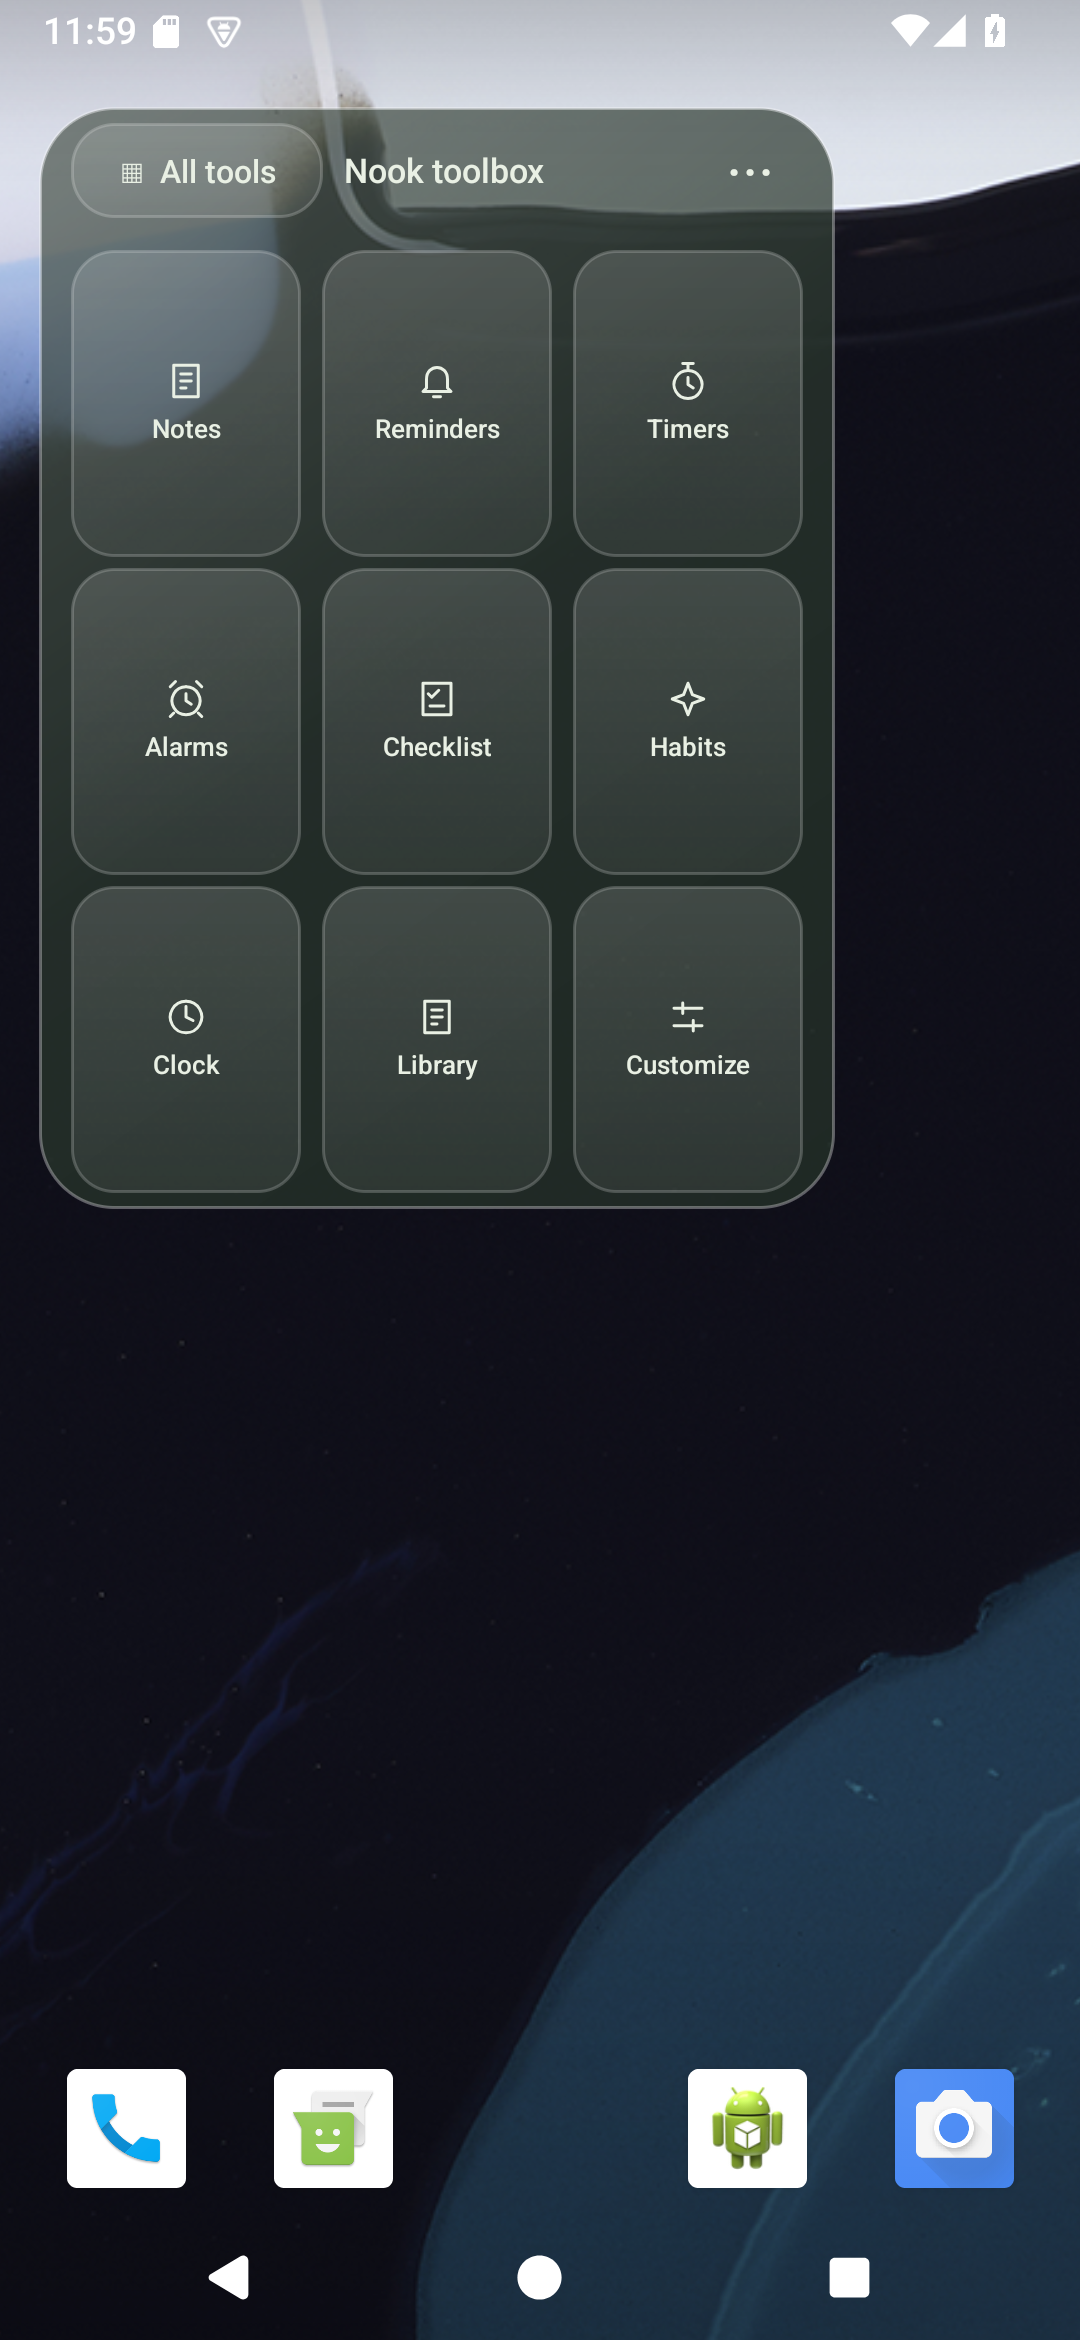 11:59
All tools
Nook toolbox
Notes
Reminders
Timers
Alarms
Checklist
Habits
Clock
Library
Customize